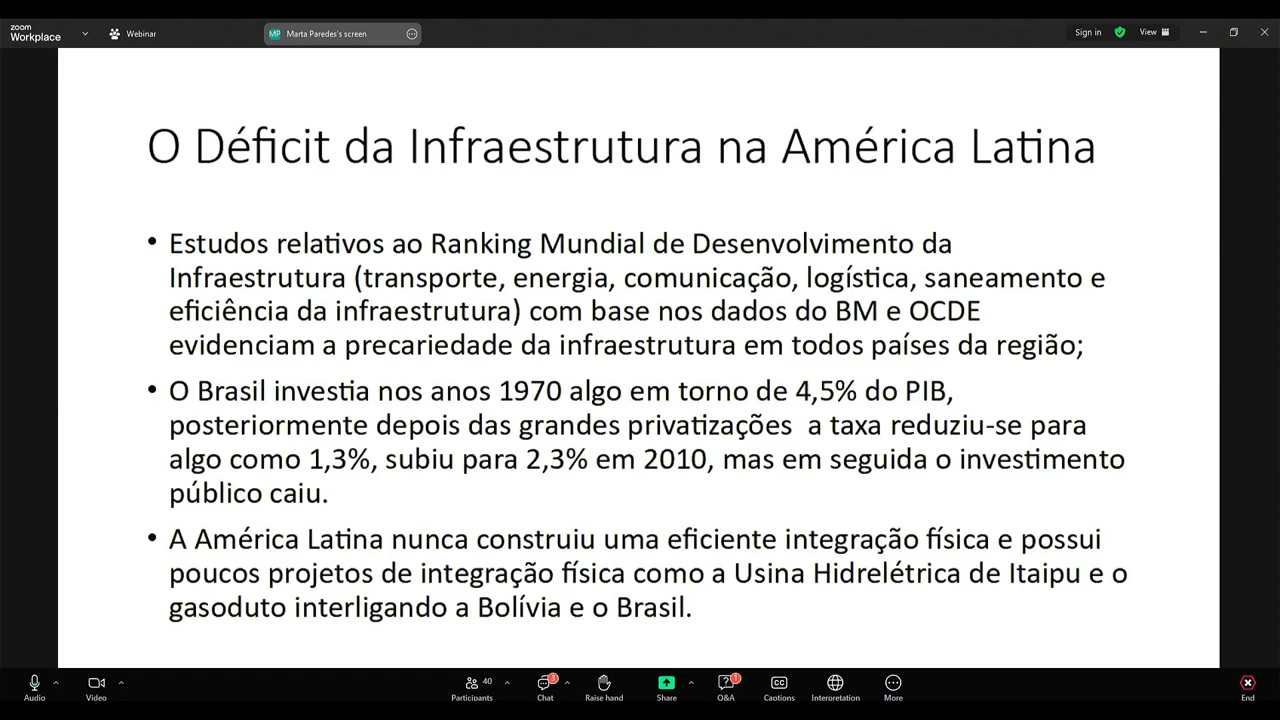 zoom
Workplace
Webinar
MP Marta Paredes's screen
Sign in
View
O Déficit da Infraestrutura na América Latina
• Estudos relativos ao Ranking Mundial de Desenvolvimento da
Infraestrutura (transporte, energia, comunicação, logística, saneamento e
eficiência da infraestrutura) com base nos dados do BM e OCDE
evidenciam a precariedade da infraestrutura em todos países da região;
• O Brasil investia nos anos 1970 algo em torno de 4,5% do PIB,
posteriormente depois das grandes privatizações a taxa reduziu-se para
algo como 1,3%, subiu para 2,3% em 2010, mas em seguida o investimento
público caiu.
• A América Latina nunca construiu uma eficiente integração física e possui
poucos projetos de integração física como a Usina Hidrelétrica de Itaipu e o
gasoduto interligando a Bolívia e o Brasil.
Audio
Video
Participants 40
Chat 3
Raise hand
Share
Q&A 1
CC Captions
Interpretation
More
End